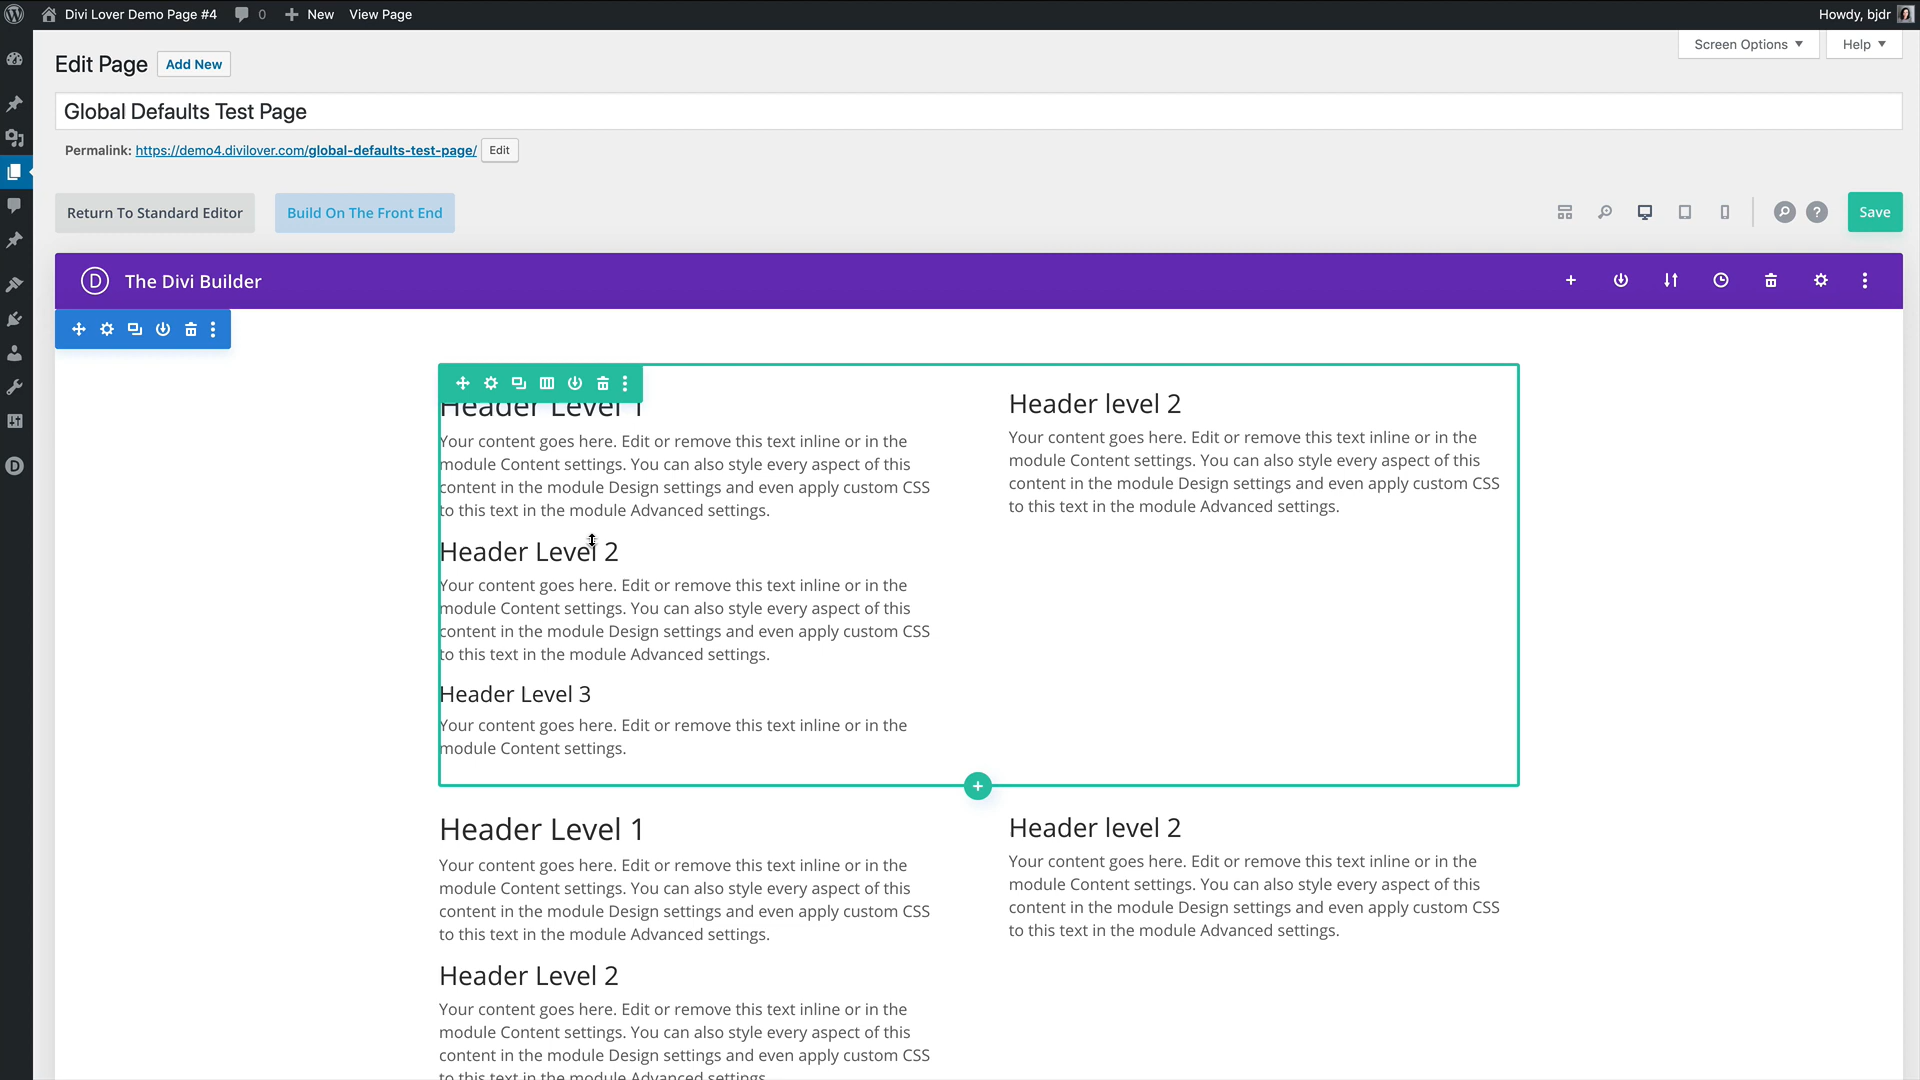 Divi Lover Demo Page #4 0 New View Page Howdy, bjdr
Screen Options Help
Edit Page Add New
Global Defaults Test Page
Permalink: https://demo4.divilover.com/global-defaults-test-page/ Edit
Return To Standard Editor Build On The Front End Save
D The Divi Builder
Header Level 1
Your content goes here. Edit or remove this text inline or in the
module Content settings. You can also style every aspect of this
content in the module Design settings and even apply custom CSS
to this text in the module Advanced settings.
Header Level 2
Your content goes here. Edit or remove this text inline or in the
module Content settings. You can also style every aspect of this
content in the module Design settings and even apply custom CSS
to this text in the module Advanced settings.
Header Level 3
Your content goes here. Edit or remove this text inline or in the
module Content settings.
Header level 2
Your content goes here. Edit or remove this text inline or in the
module Content settings. You can also style every aspect of this
content in the module Design settings and even apply custom CSS
to this text in the module Advanced settings.
Header Level 1
Your content goes here. Edit or remove this text inline or in the
module Content settings. You can also style every aspect of this
content in the module Design settings and even apply custom CSS
to this text in the module Advanced settings.
Header Level 2
Your content goes here. Edit or remove this text inline or in the
module Content settings. You can also style every aspect of this
content in the module Design settings and even apply custom CSS
to this text in the module Advanced settings.
Header level 2
Your content goes here. Edit or remove this text inline or in the
module Content settings. You can also style every aspect of this
content in the module Design settings and even apply custom CSS
to this text in the module Advanced settings.